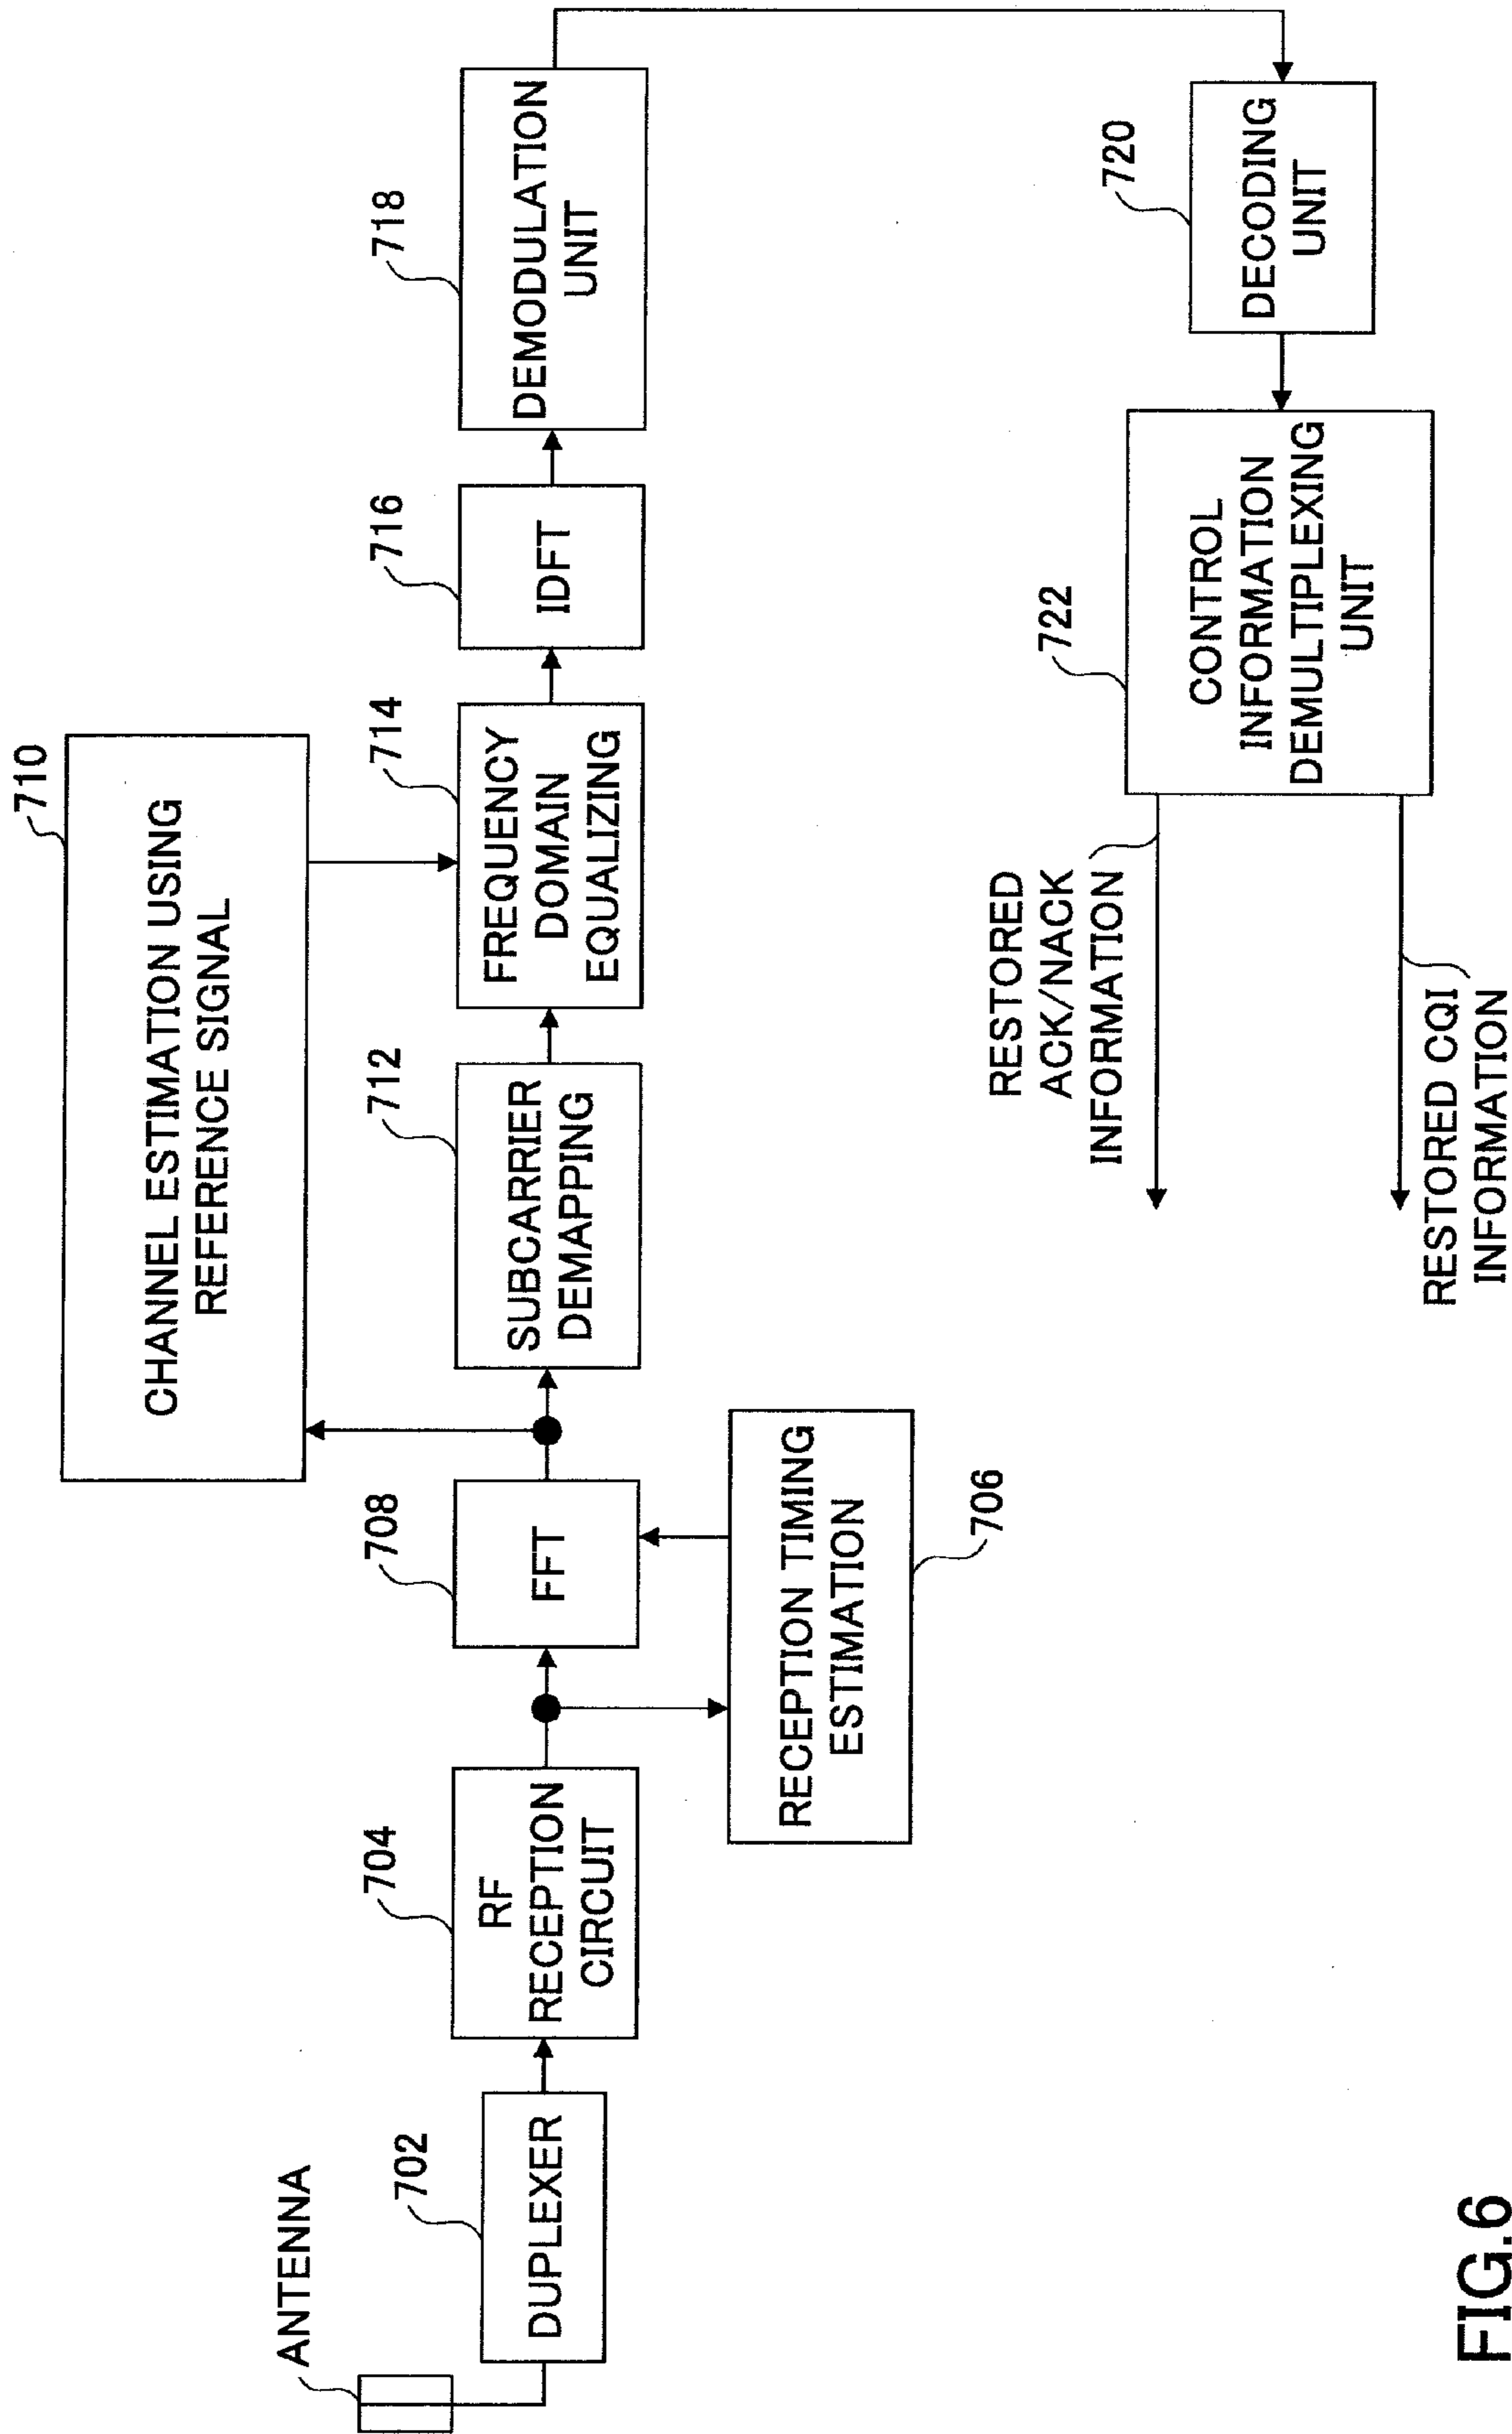 ANTENNA
702
DUPLEXER
704
RF
RECEPTION
CIRCUIT
708
FFT
RECEPTION TIMING
ESTIMATION
706
710
CHANNEL ESTIMATION USING
REFERENCE SIGNAL
712
SUBCARRIER
DEMAPPING
714
FREQUENCY
DOMAIN
EQUALIZING
716
IDFT
718
DEMODULATION
UNIT
720
DECODING
UNIT
722
CONTROL
INFORMATION
DEMULTIPLEXING
UNIT
RESTORED
ACK/NACK
INFORMATION
RESTORED CQI
INFORMATION
FIG.6